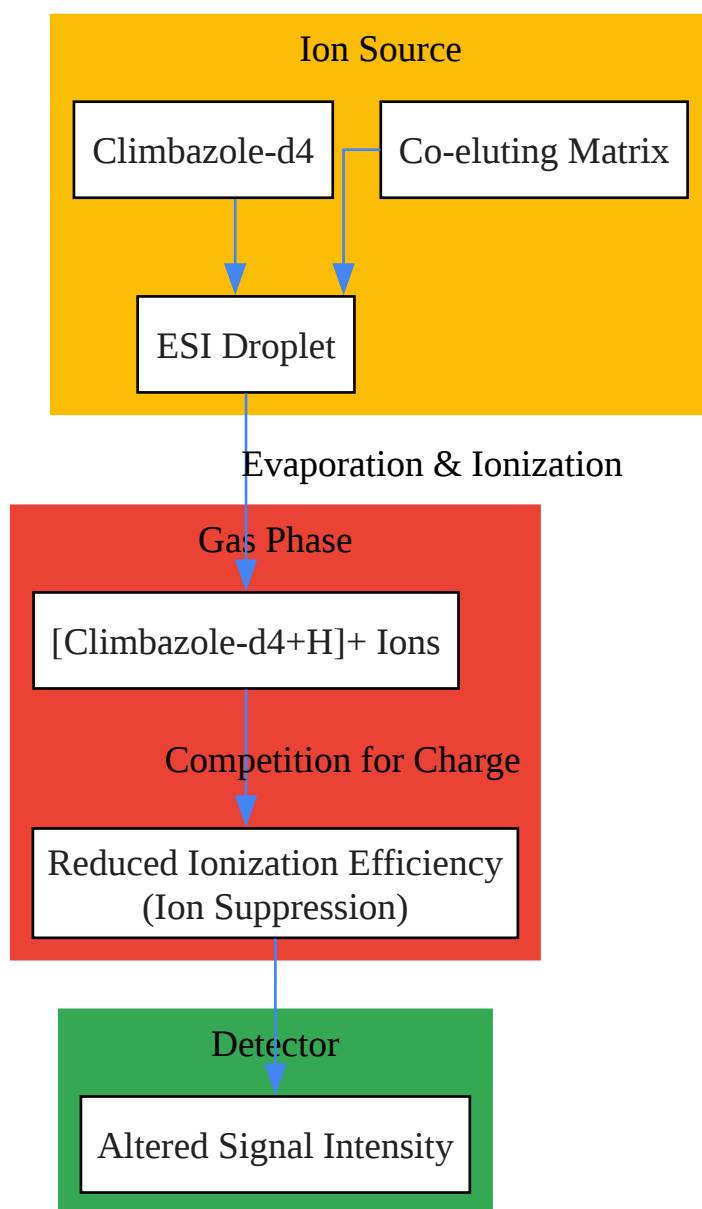 Ion Source
Climbazole-d4
Co-eluting Matrix
ESI Droplet
Evaporation & Ionization
Gas Phase
[Climbazole-d4+H]+ Ions
Competition for Charge
Reduced Ionization Efficiency
(Ion Suppression)
Detector
Altered Signal Intensity